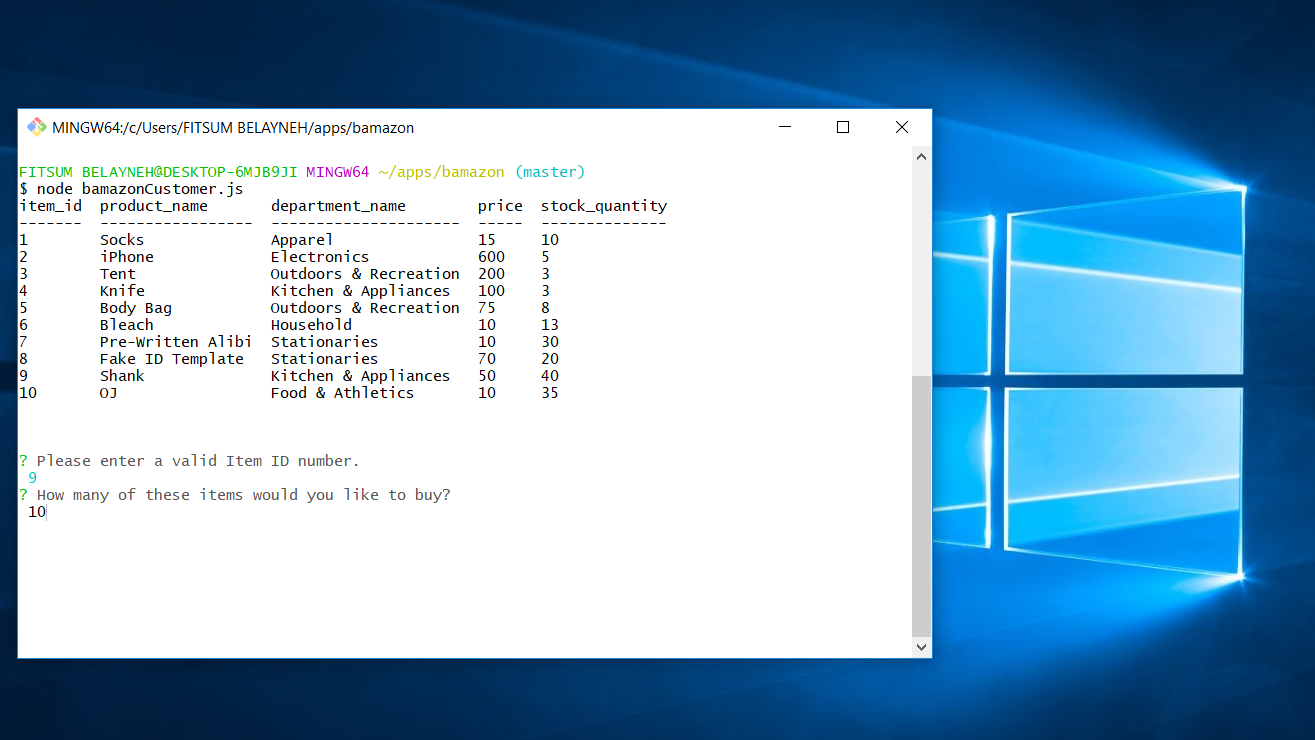 MINGW64:/c/Users/FITSUM BELAYNEH/apps/bamazon
FITSUM BELAYNEH@DESKTOP-6MJB9JI MINGW64 ~/apps/bamazon (master)
$ node bamazonCustomer.js
item_id  product_name       department_name        price  stock_quantity
-------  -----------------  ---------------------  -----  --------------
1        Socks              Apparel                15     10
2        iPhone             Electronics            600    5
3        Tent               Outdoors & Recreation  200    3
4        Knife              Kitchen & Appliances   100    3
5        Body Bag           Outdoors & Recreation  75     8
6        Bleach             Household              10     13
7        Pre-Written Alibi  Stationaries           10     30
8        Fake ID Template   Stationaries           70     20
9        Shank              Kitchen & Appliances   50     40
10       OJ                 Food & Athletics       10     35
? Please enter a valid Item ID number.
9
? How many of these items would you like to buy?
10